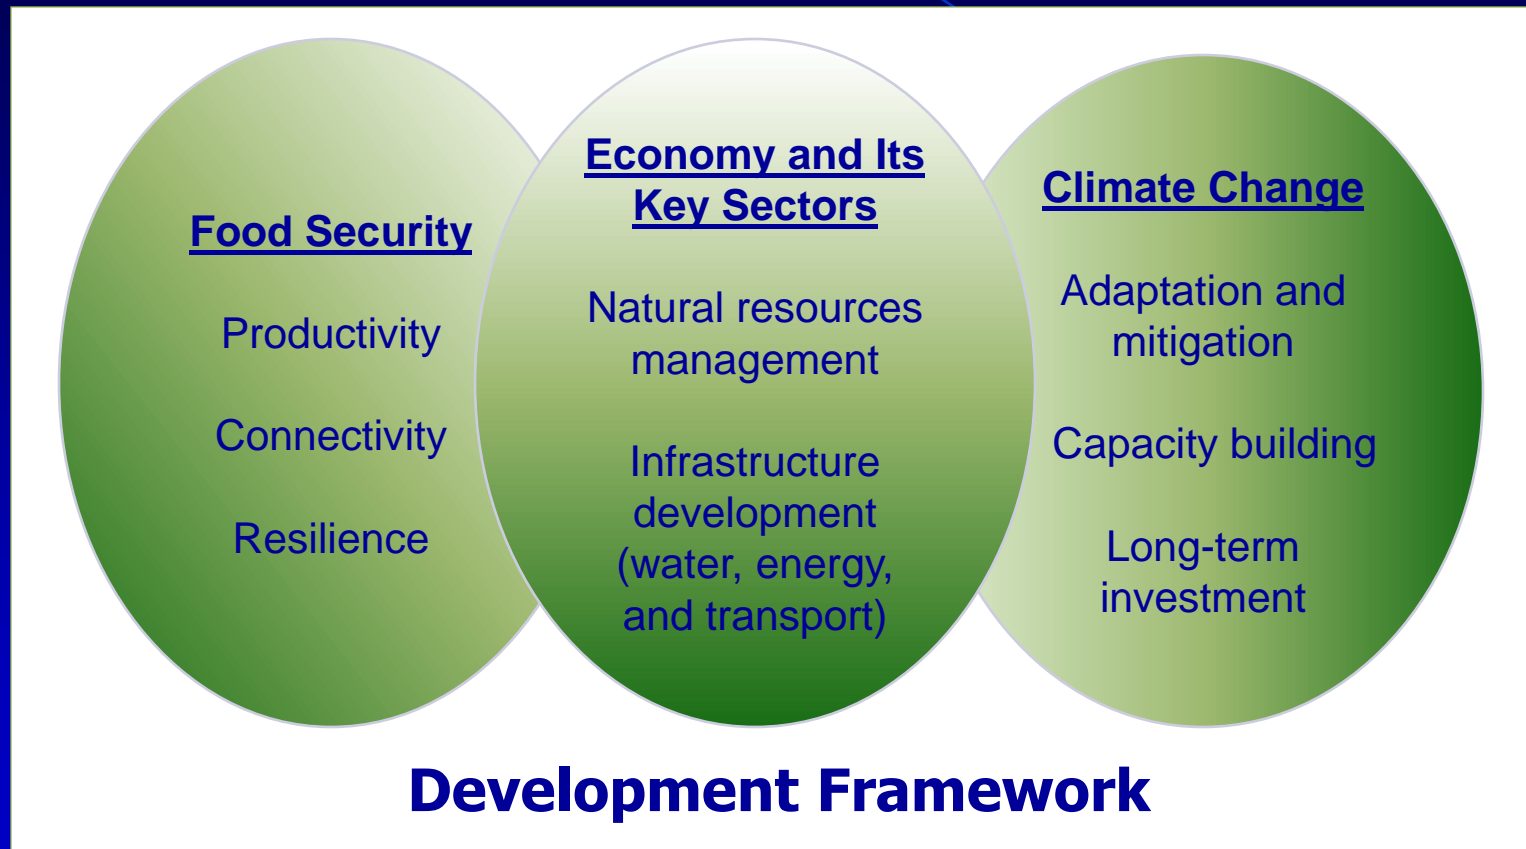 Food Security
Productivity
Connectivity
Resilience
Economy and Its
Key Sectors
Natural resources
management
Infrastructure
development
(water, energy,
and transport)
Climate Change
Adaptation and
mitigation
Capacity building
Long-term
investment
Development Framework